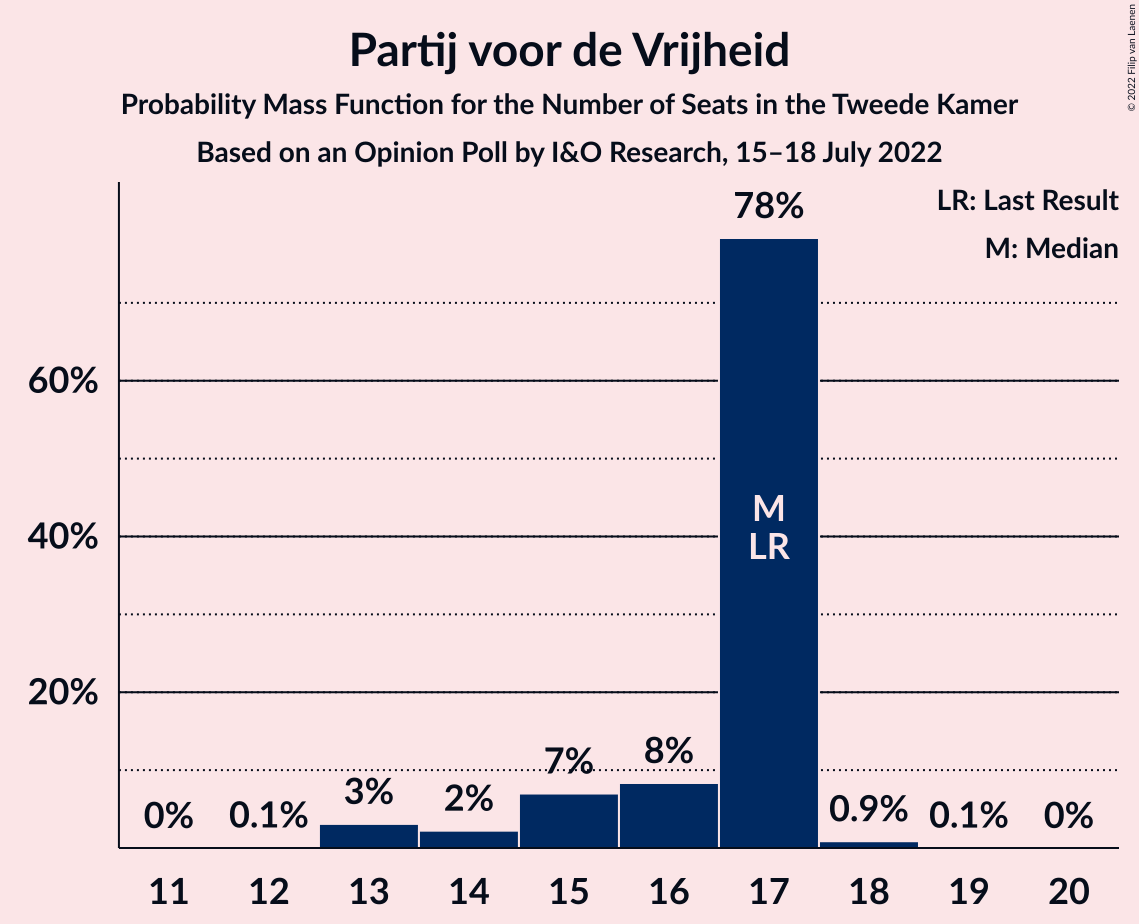 Partij voor de Vrijheid
Probability Mass Function for the Number of Seats in the Tweede Kamer
Based on an Opinion Poll by I&O Research, 15–18 July 2022
© 2022 Filip van Laenen
LR: Last Result
M: Median
78%
60%
40%
20%
M
LR
0%
0.1%
3%
2%
7%
8%
0.9%
0.1%
0%
11
12
13
14
15
16
17
18
19
20